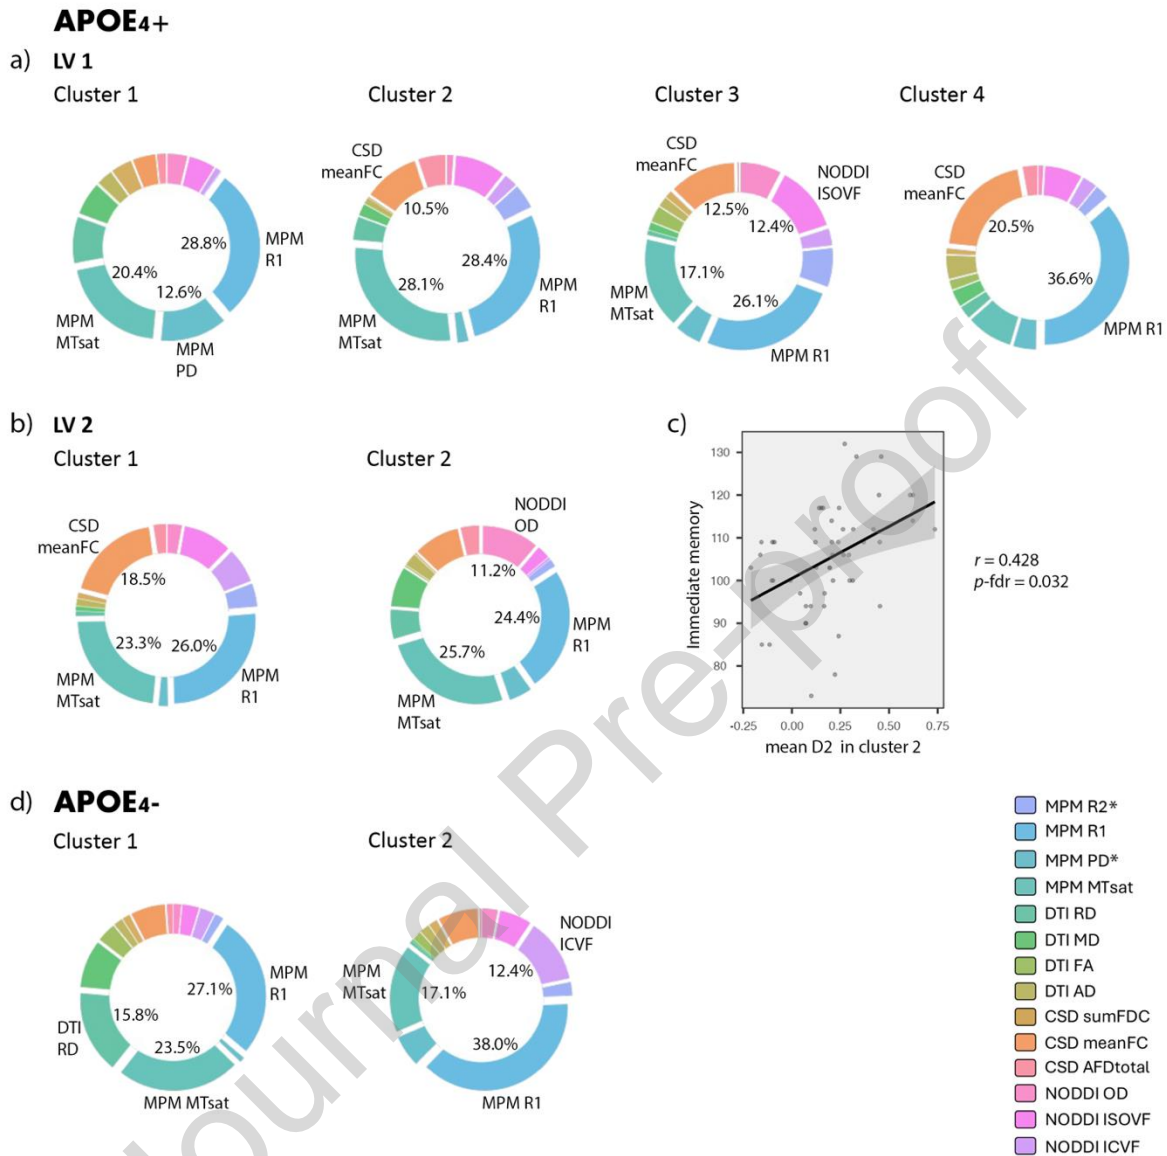 APOE4+
a) LV 1
Cluster 1
Cluster 2
Cluster 3
Cluster 4
28.8%
20.4%
12.6%
MPM
R1
MPM
MTsat
MPM
PD
CSD
meanFC
10.5%
28.4%
28.1%
MPM
R1
MPM
MTsat
CSD
meanFC
NODDI
ISOVF
12.5%
12.4%
17.1%
26.1%
MPM
MTsat
MPM R1
CSD
meanFC
20.5%
36.6%
MPM R1
b) LV 2
Cluster 1
Cluster 2
CSD
meanFC
18.5%
23.3%
26.0%
MPM
MTsat
MPM
R1
NODDI
OD
11.2%
24.4%
25.7%
MPM
R1
MPM
MTsat
c)
130
120
110
100
90
80
Immediate memory
-0.25
0.00
0.25
0.50
0.75
mean D2 in cluster 2
r = 0.428
p-fdr = 0.032
d) APOE4-
Cluster 1
Cluster 2
MPM
R1
27.1%
15.8%
23.5%
DTI
RD
MPM MTsat
NODDI
ICVF
12.4%
MPM
MTsat
17.1%
38.0%
MPM R1
MPM R2*
MPM R1
MPM PD*
MPM MTsat
DTI RD
DTI MD
DTI FA
DTI AD
CSD sumFDC
CSD meanFC
CSD AFDtotal
NODDI OD
NODDI ISOVF
NODDI ICVF
Journal Pre-proof